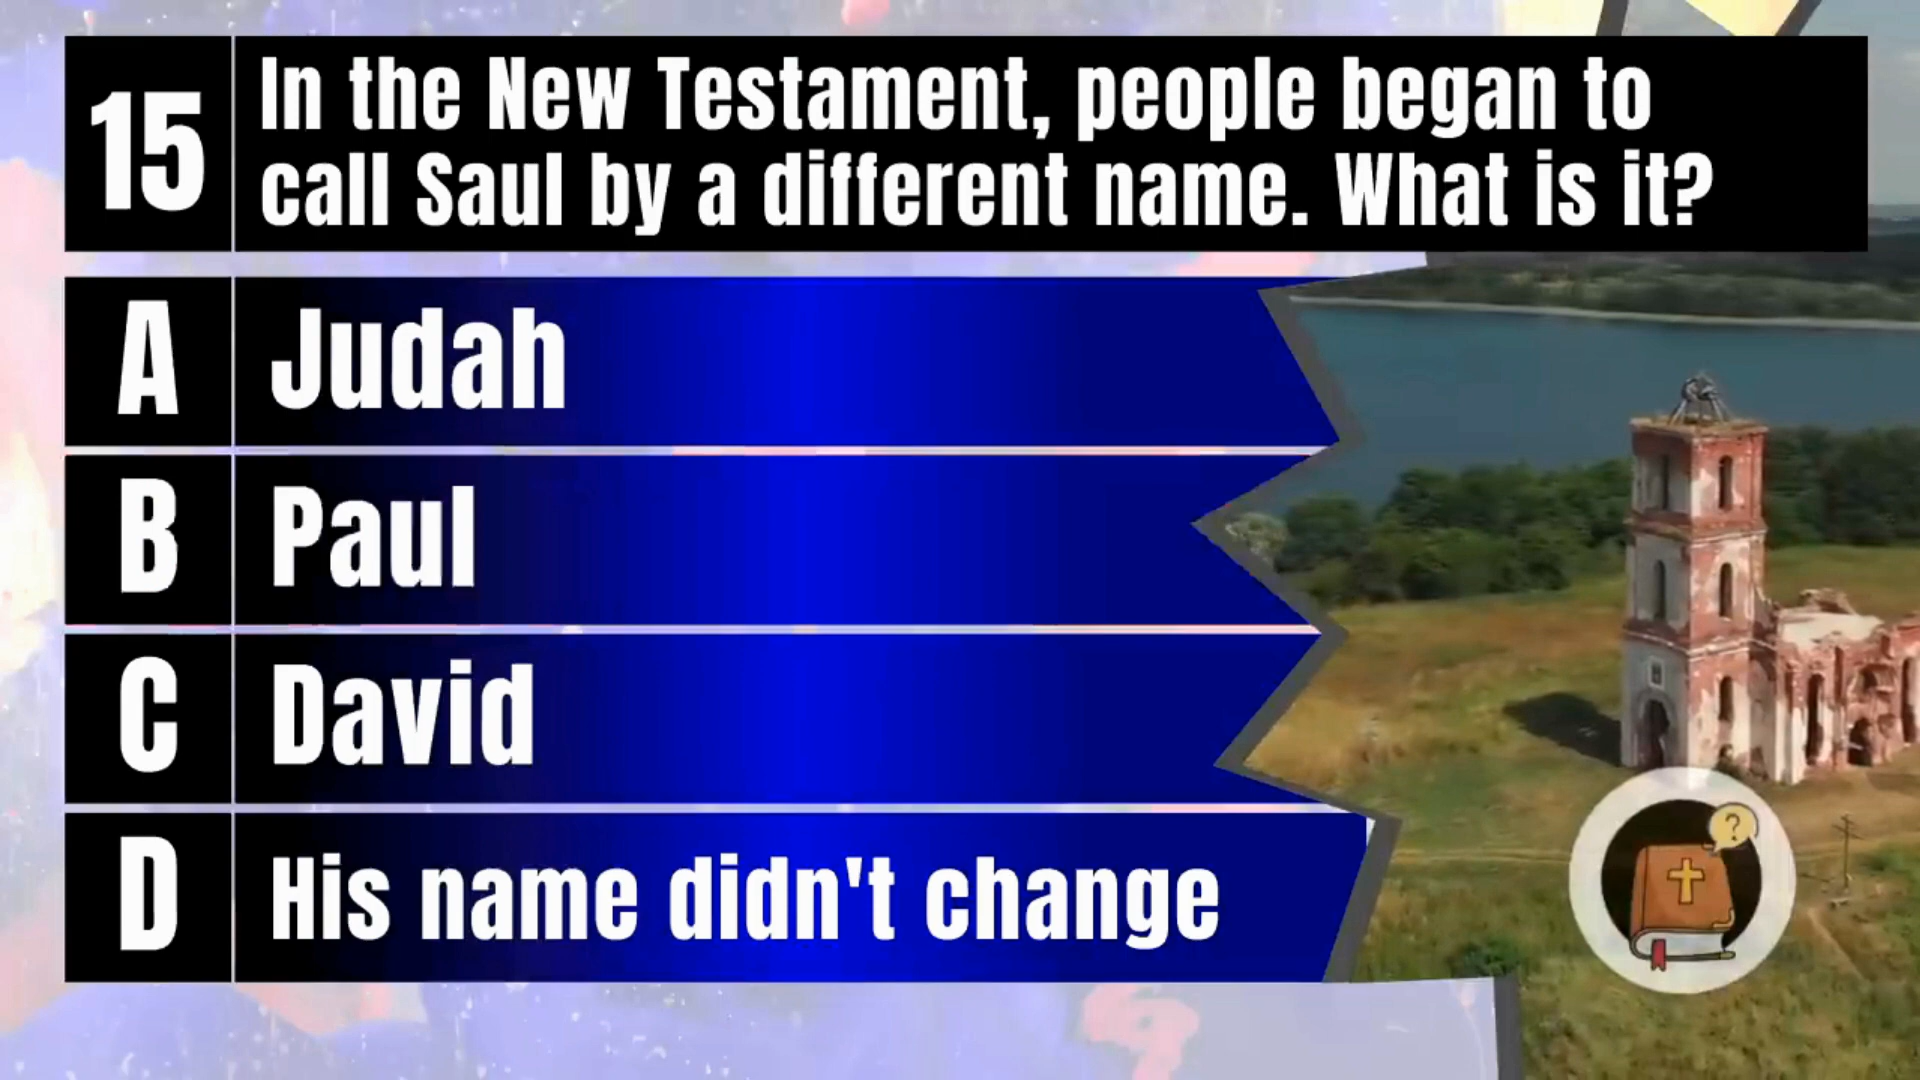 15
In the New Testament, people began to
call Saul by a different name. What is it?
A
Judah
B
Paul
C
David
D
His name didn't change
?